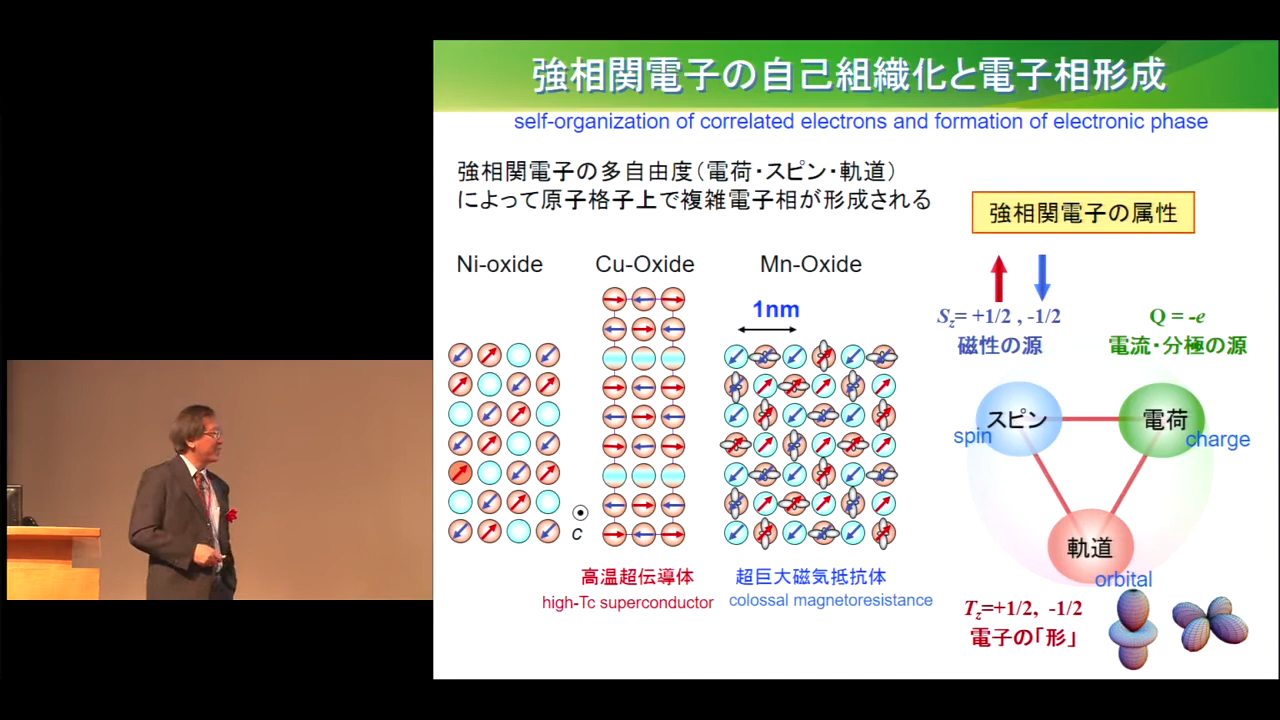 強相関電子の自己組織化と電子相形成
self-organization of correlated electrons and formation of electronic phase
強相関電子の多自由度(電荷・スピン・軌道)
によって原子格子上で複雑電子相が形成される
強相関電子の属性
Ni-oxide
Cu-Oxide
Mn-Oxide
1nm
c
高温超伝導体
high-Tc superconductor
超巨大磁気抵抗体
colossal magnetoresistance
Sz= +1/2 , -1/2
磁性の源
Q = -e
電流・分極の源
スピン
spin
電荷
charge
軌道
orbital
Tz=+1/2, -1/2
電子の「形」